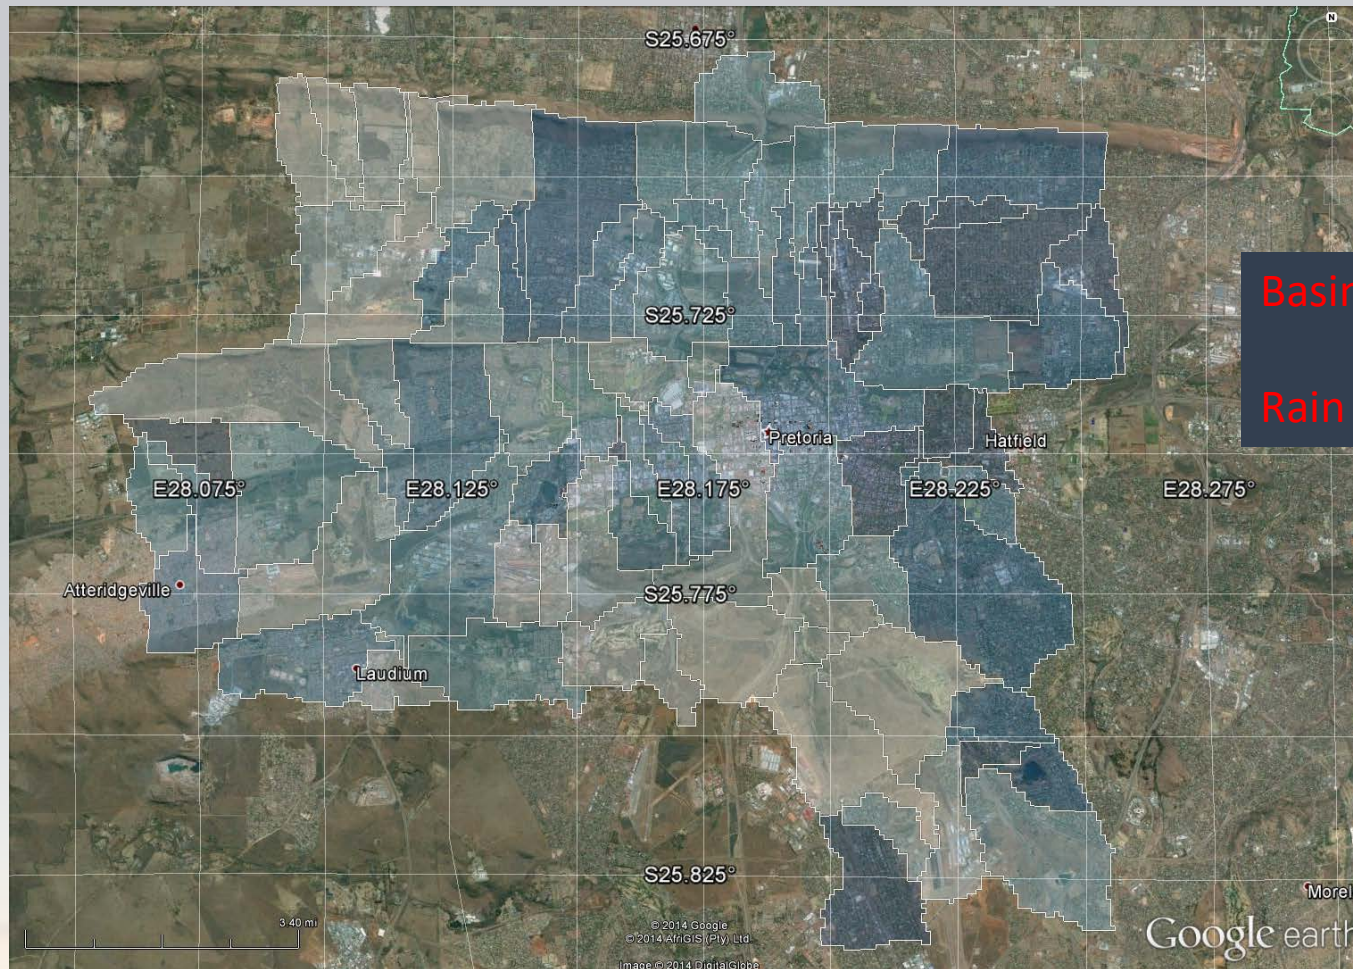 N
S25.675°
S25.725°
Rain
Pretoria
Hatfield
E28.075°
E28.125°
E28.175°
E28.225°
E28.275°
Atteridgeville
S25.775°
Laudium
S25.825°
3.40 mi
© 2014 Google
© 2014 AfriGIS (Pty) Ltd.
Image © 2014 DigitalGlobe
Google earth